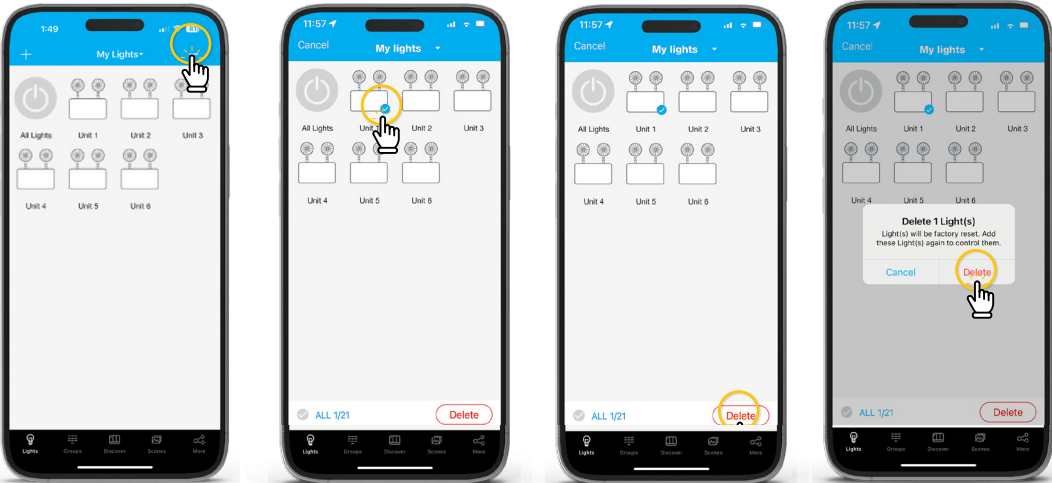 1:49
81
My Lights
All Lights
Unit 1
Unit 2
Unit 3
Unit 4
Unit 5
Unit 6
Lights
Groups
Discover
Scenes
More
11:57
Cancel
My lights
All Lights
Unit
Unit 2
Unit 3
Unit 4
Unit 5
Unit 6
ALL 1/21
Delete
Lights
Groups
Discover
Scenes
More
11:57
Cancel
My lights
All Lights
Unit 1
Unit 2
Unit 3
Unit 4
Unit 5
Unit 6
ALL 1/21
Delete
Lights
Groups
Discover
Scenes
More
11:57
Cancel
My lights
All Lights
Unit 1
Unit 2
Unit 3
Unit 4
Unit 5
Unit 6
Delete 1 Light(s)
Light(s) will be factory reset. Add
these Light(s) again to control them.
Cancel
Delete
ALL 1/21
Delete
Lights
Groups
Discover
Scenes
More